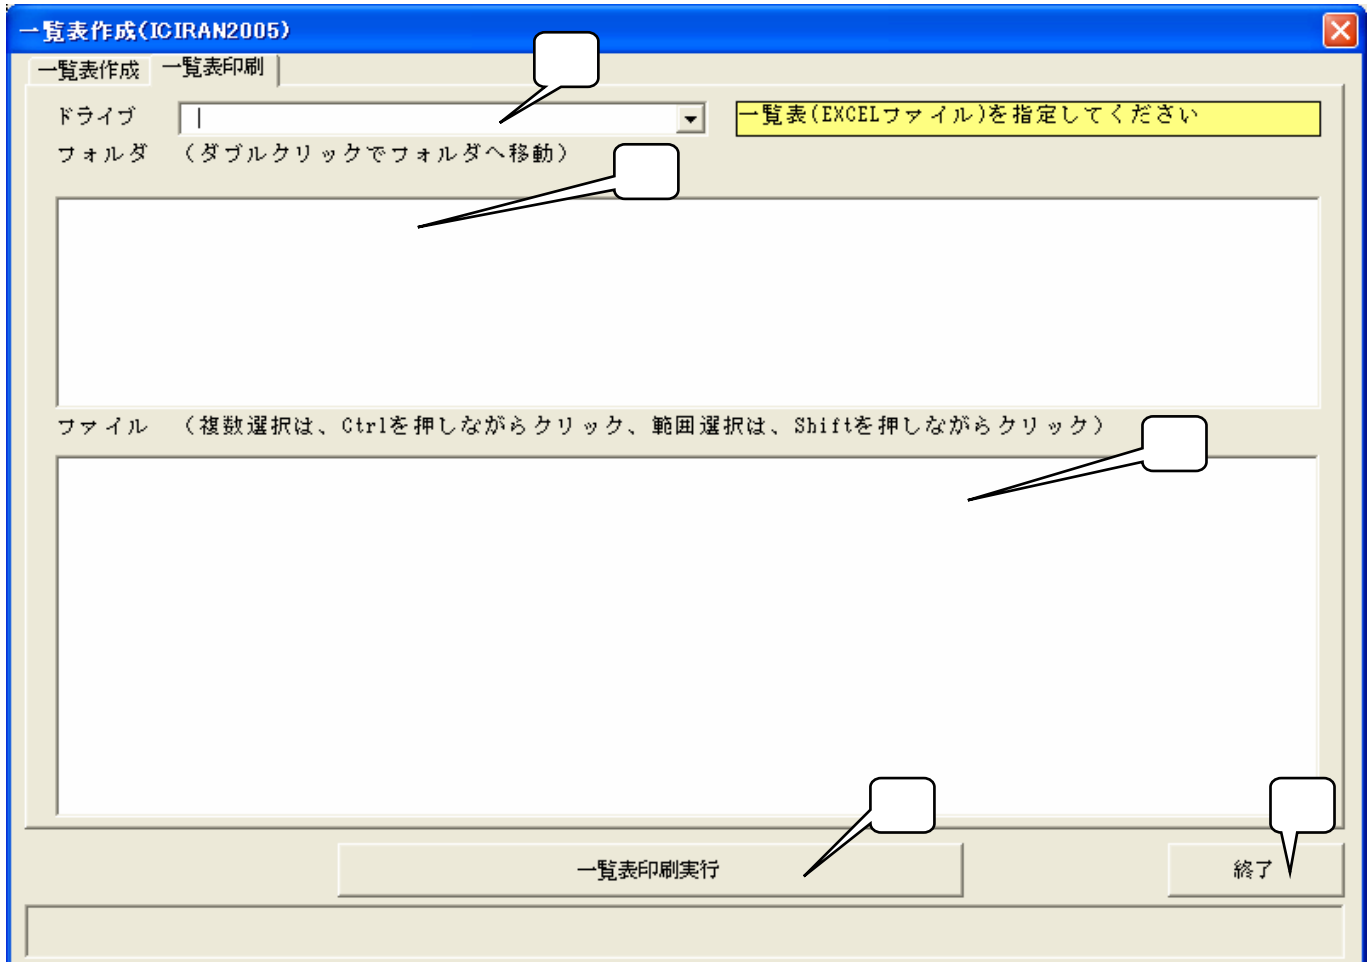 一覧表作成(ICIRAN2005)
一覧表作成 一覧表印刷
ドライブ 一覧表(EXCELファイル)を指定してください
フォルダ (ダブルクリックでフォルダへ移動)
ファイル (複数選択は、Ctrlを押しながらクリック、範囲選択は、Shiftを押しながらクリック)
一覧表印刷実行 終了